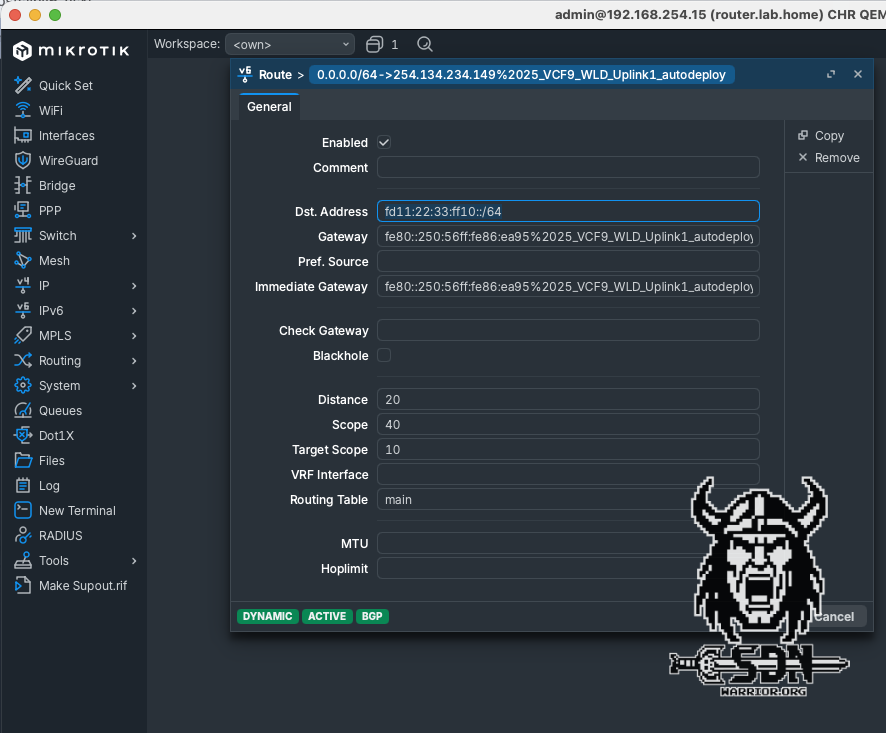 admin@192.168.254.15 (router.lab.home) CHR QEM
mikrotik
Workspace: <own> 1
Route > 0.0.0.0/64->254.134.234.149%2025_VCF9_WLD_Uplink1_autodeploy
General
Quick Set
WiFi
Interfaces
WireGuard
Bridge
PPP
Switch
Mesh
v4 IP
v6 IPv6
MPLS
Routing
System
Queues
Dot1X
Files
Log
New Terminal
RADIUS
Tools
Make Supout.rif
Enabled
Comment
Dst. Address fd11:22:33:ff10::/64
Gateway fe80::250:56ff:fe86:ea95%2025_VCF9_WLD_Uplink1_autodeploy
Pref. Source
Immediate Gateway fe80::250:56ff:fe86:ea95%2025_VCF9_WLD_Uplink1_autodeploy
Check Gateway
Blackhole
Distance 20
Scope 40
Target Scope 10
VRF Interface
Routing Table main
MTU
Hoplimit
Copy
Remove
DYNAMIC ACTIVE BGP
Cancel
SDN
WARRIOR.ORG